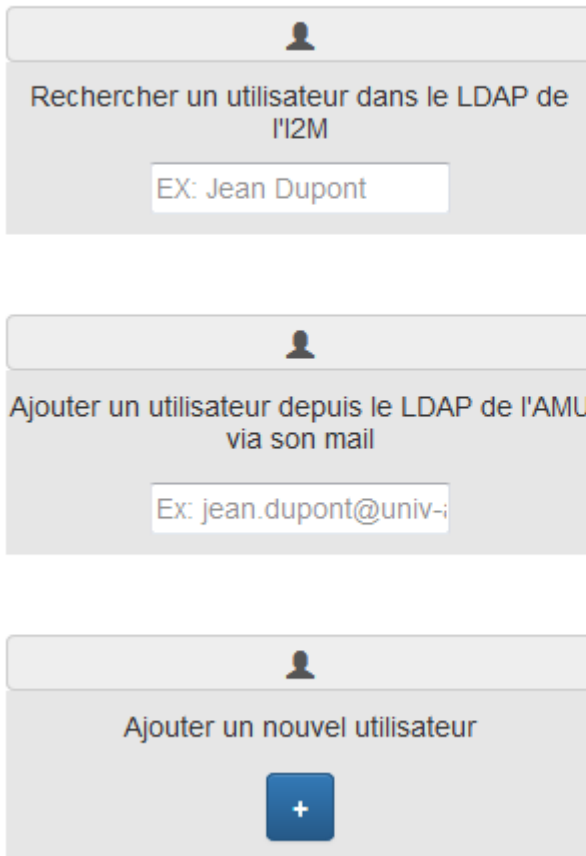 Rechercher un utilisateur dans le LDAP de
l'I2M
EX: Jean Dupont
Ajouter un utilisateur depuis le LDAP de l'AMU
via son mail
Ex: jean.dupont@univ-a
Ajouter un nouvel utilisateur
+